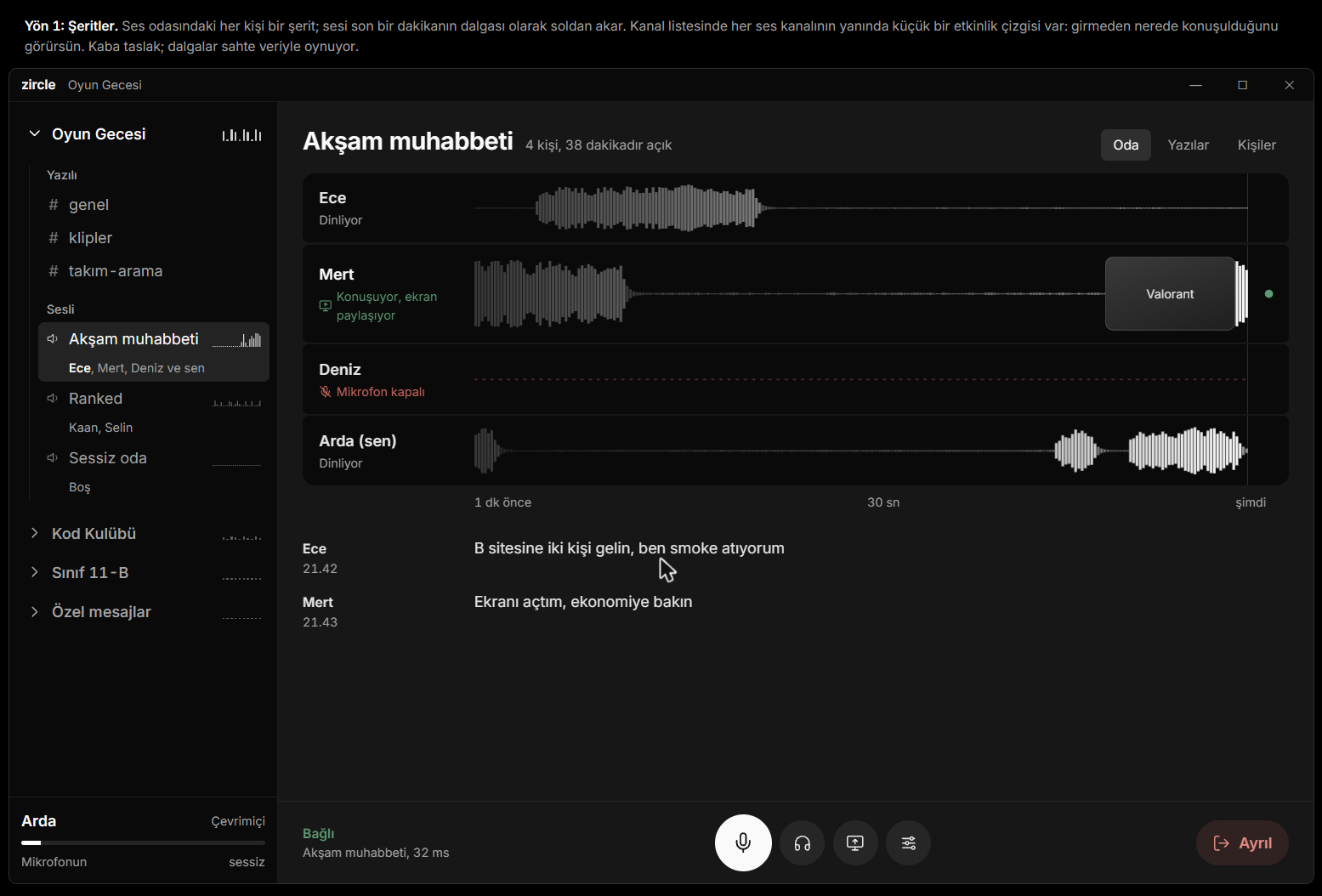 Yön 1: Şeritler. Ses odasındaki her kişi bir şerit; sesi son bir dakikanın dalgası olarak soldan akar. Kanal listesinde her ses kanalının yanında küçük bir etkinlik çizgisi var: girmeden nerede konuşulduğunu
görürsün. Kaba taslak; dalgalar sahte veriyle oynuyor.
zircle Oyun Gecesi
Oyun Gecesi
Yazılı
# genel
# klipler
# takım-arama
Sesli
Akşam muhabbeti
Ece, Mert, Deniz ve sen
Ranked
Kaan, Selin
Sessiz oda
Boş
Kod Kulübü
Sınıf 11-B
Özel mesajlar
Arda Çevrimiçi
Mikrofonun sessiz
Akşam muhabbeti 4 kişi, 38 dakikadır açık
Oda Yazılar Kişiler
Ece
Dinliyor
Mert
Konuşuyor, ekran
paylaşıyor
Valorant
Deniz
Mikrofon kapalı
Arda (sen)
Dinliyor
1 dk önce 30 sn şimdi
Ece B sitesine iki kişi gelin, ben smoke atıyorum
21.42
Mert Ekranı açtım, ekonomiye bakın
21.43
Bağlı
Akşam muhabbeti, 32 ms
Ayrıl